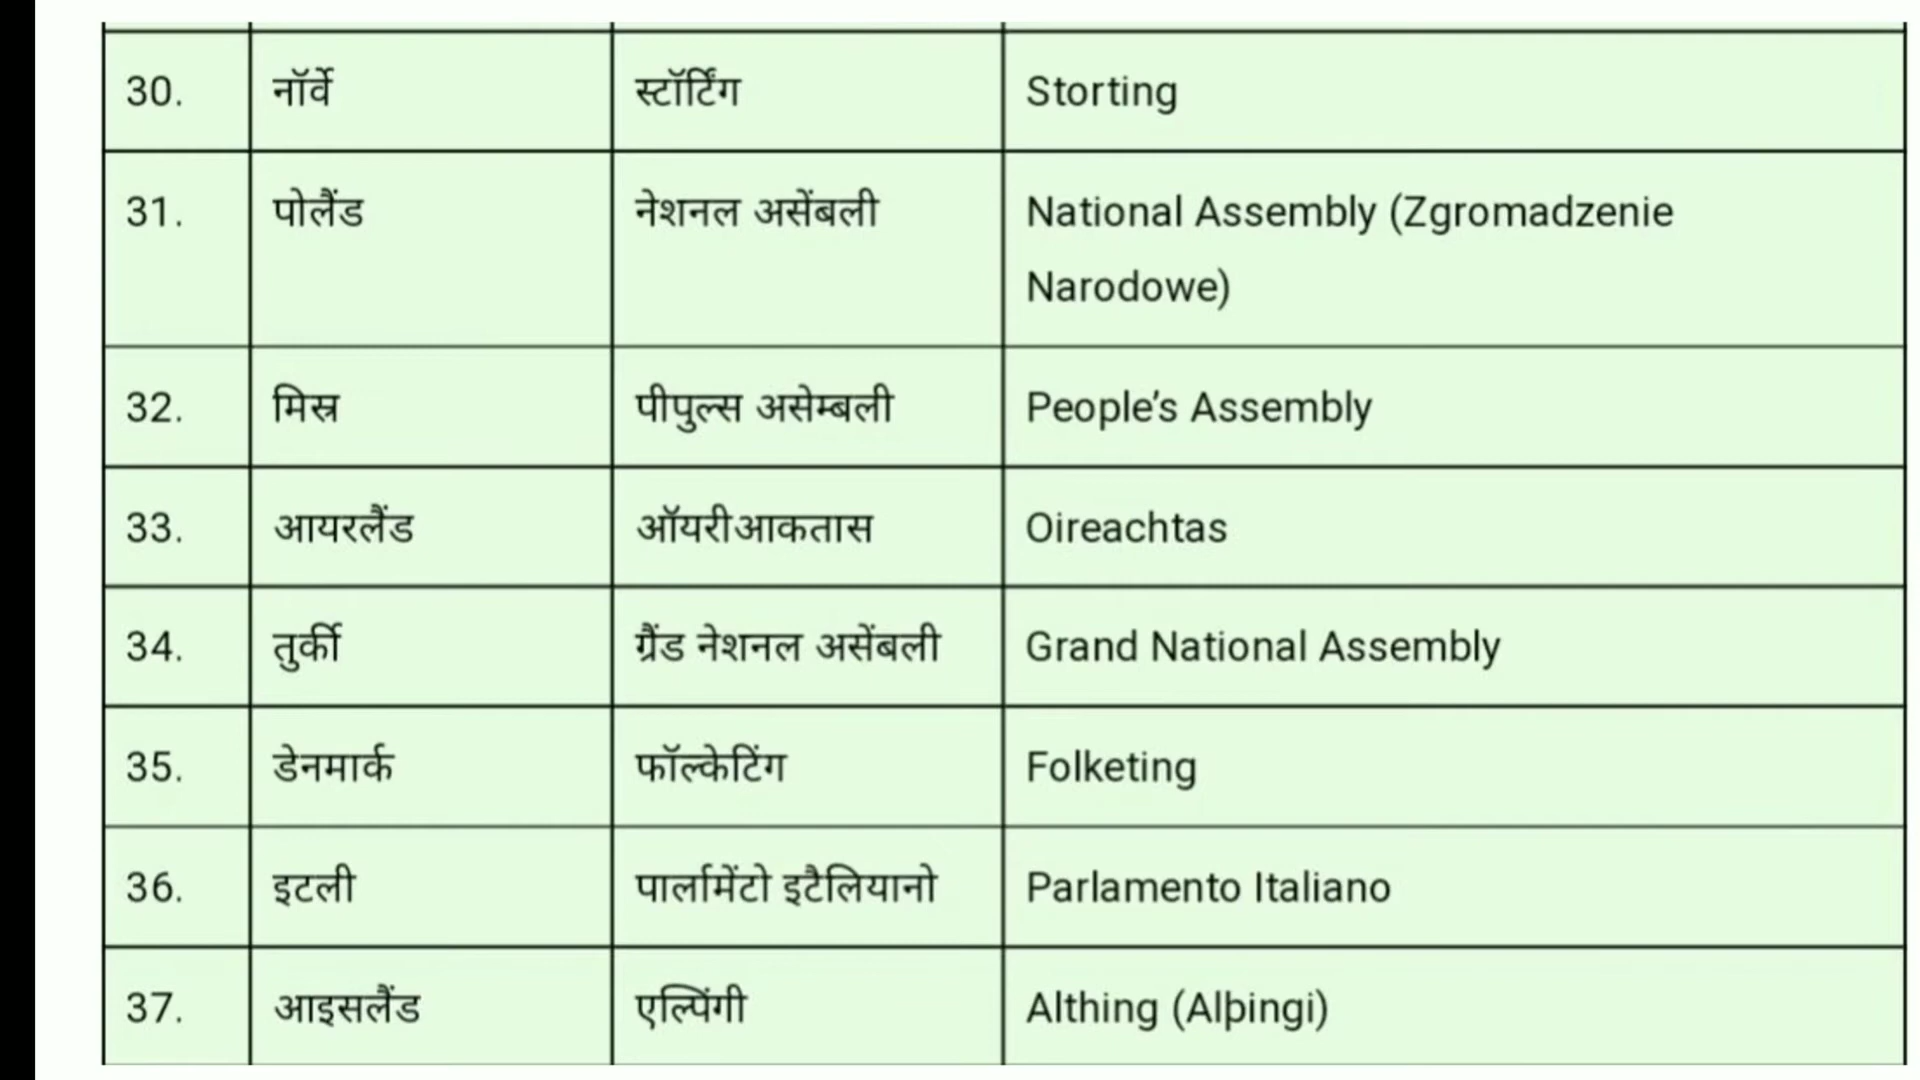 30. नॉर्वे स्टॉर्टिंग Storting
31. पोलैंड नेशनल असेंबली National Assembly (Zgromadzenie
Narodowe)
32. मिस्र पीपुल्स असेम्बली People’s Assembly
33. आयरलैंड ऑयरीआकतास Oireachtas
34. तुर्की ग्रैंड नेशनल असेंबली Grand National Assembly
35. डेनमार्क फॉल्केटिंग Folketing
36. इटली पार्लामेंटो इटैलियानो Parlamento Italiano
37. आइसलैंड एल्पिंगी Althing (Alþingi)